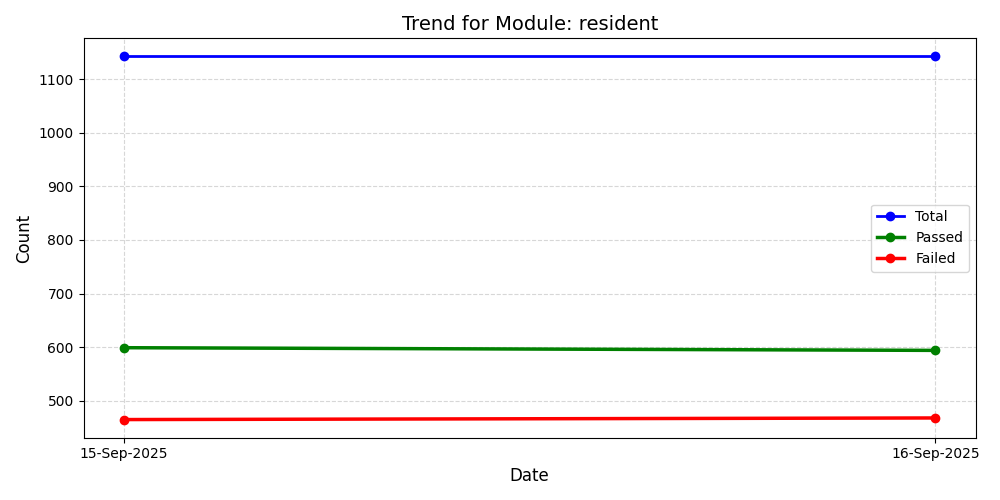 Trend for Module: resident
Count
1100
1000
900
800
700
600
500
Total
Passed
Failed
15-Sep-2025 16-Sep-2025
Date